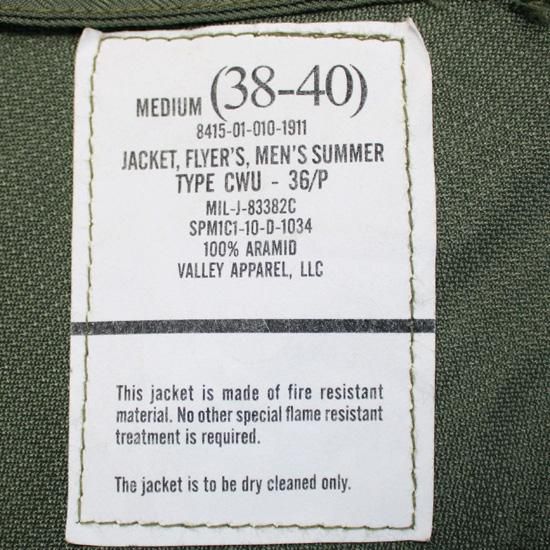 MEDIUM (38-40)
8415-01-010-1911
JACKET, FLYER'S, MEN'S SUMMER
TYPE CWU - 36/P
MIL-J-83382C
SPM1C1-10-D-1034
100% ARAMID
VALLEY APPAREL, LLC
This jacket is made of fire resistant
material. No other special flame resistant
treatment is required.
The jacket is to be dry cleaned only.